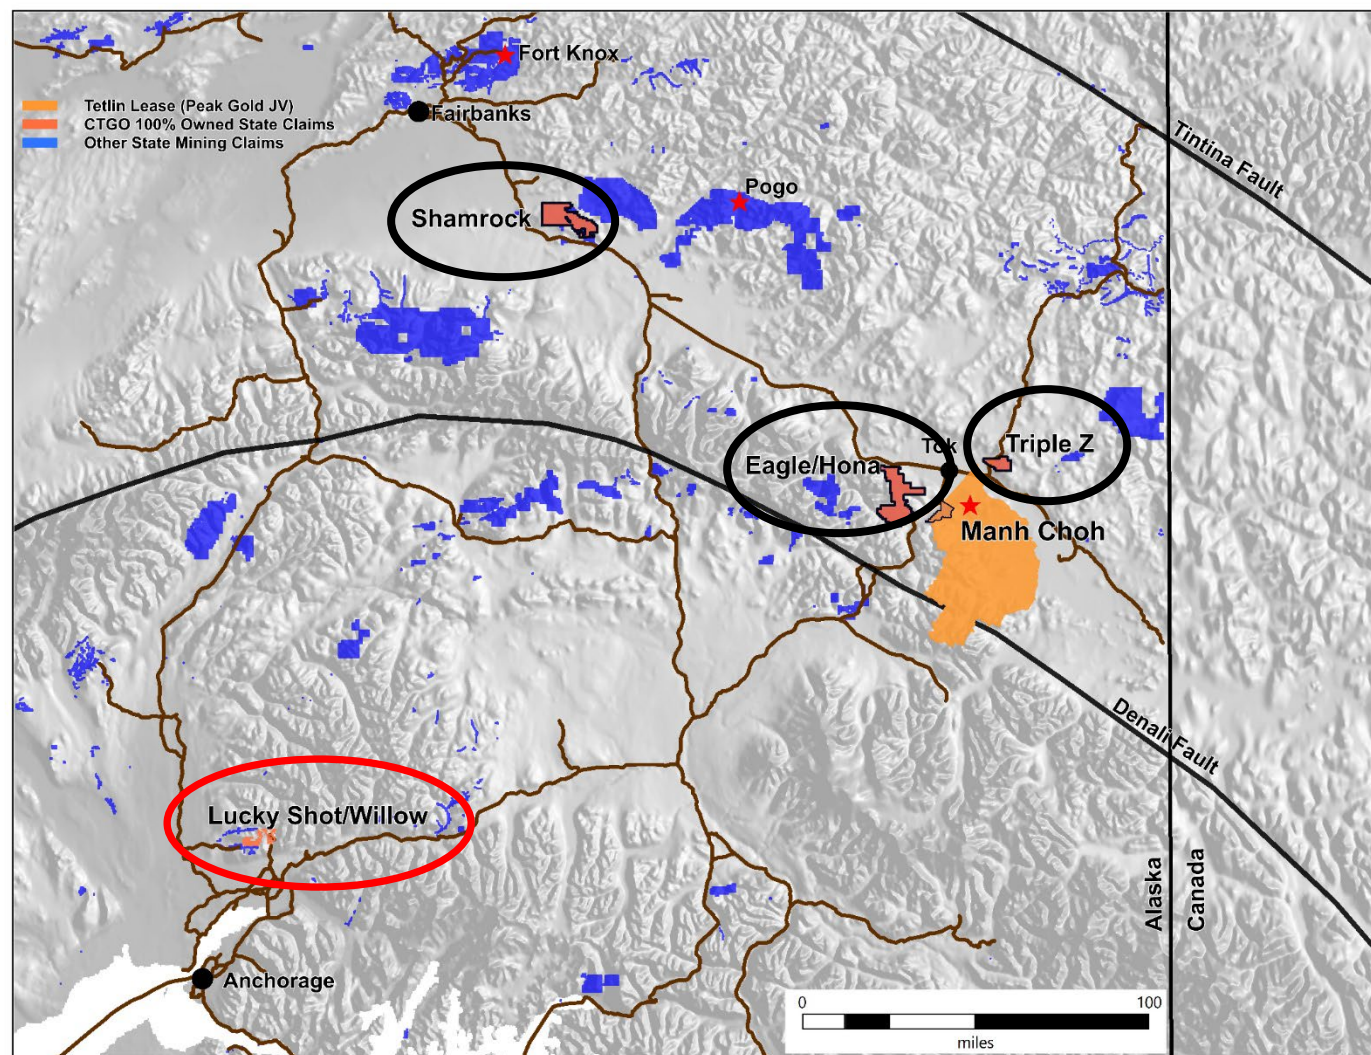 Fort Knox
Tetlin Lease (Peak Gold JV)
CTGO 100% Owned State Claims
Other State Mining Claims
Fairbanks
Tintina Fault
Pogo
Shamrock
Tok
Triple Z
Eagle/Hona
Manh Choh
Denali Fault
Lucky Shot/Willow
Alaska
Canada
Anchorage
0 100
miles